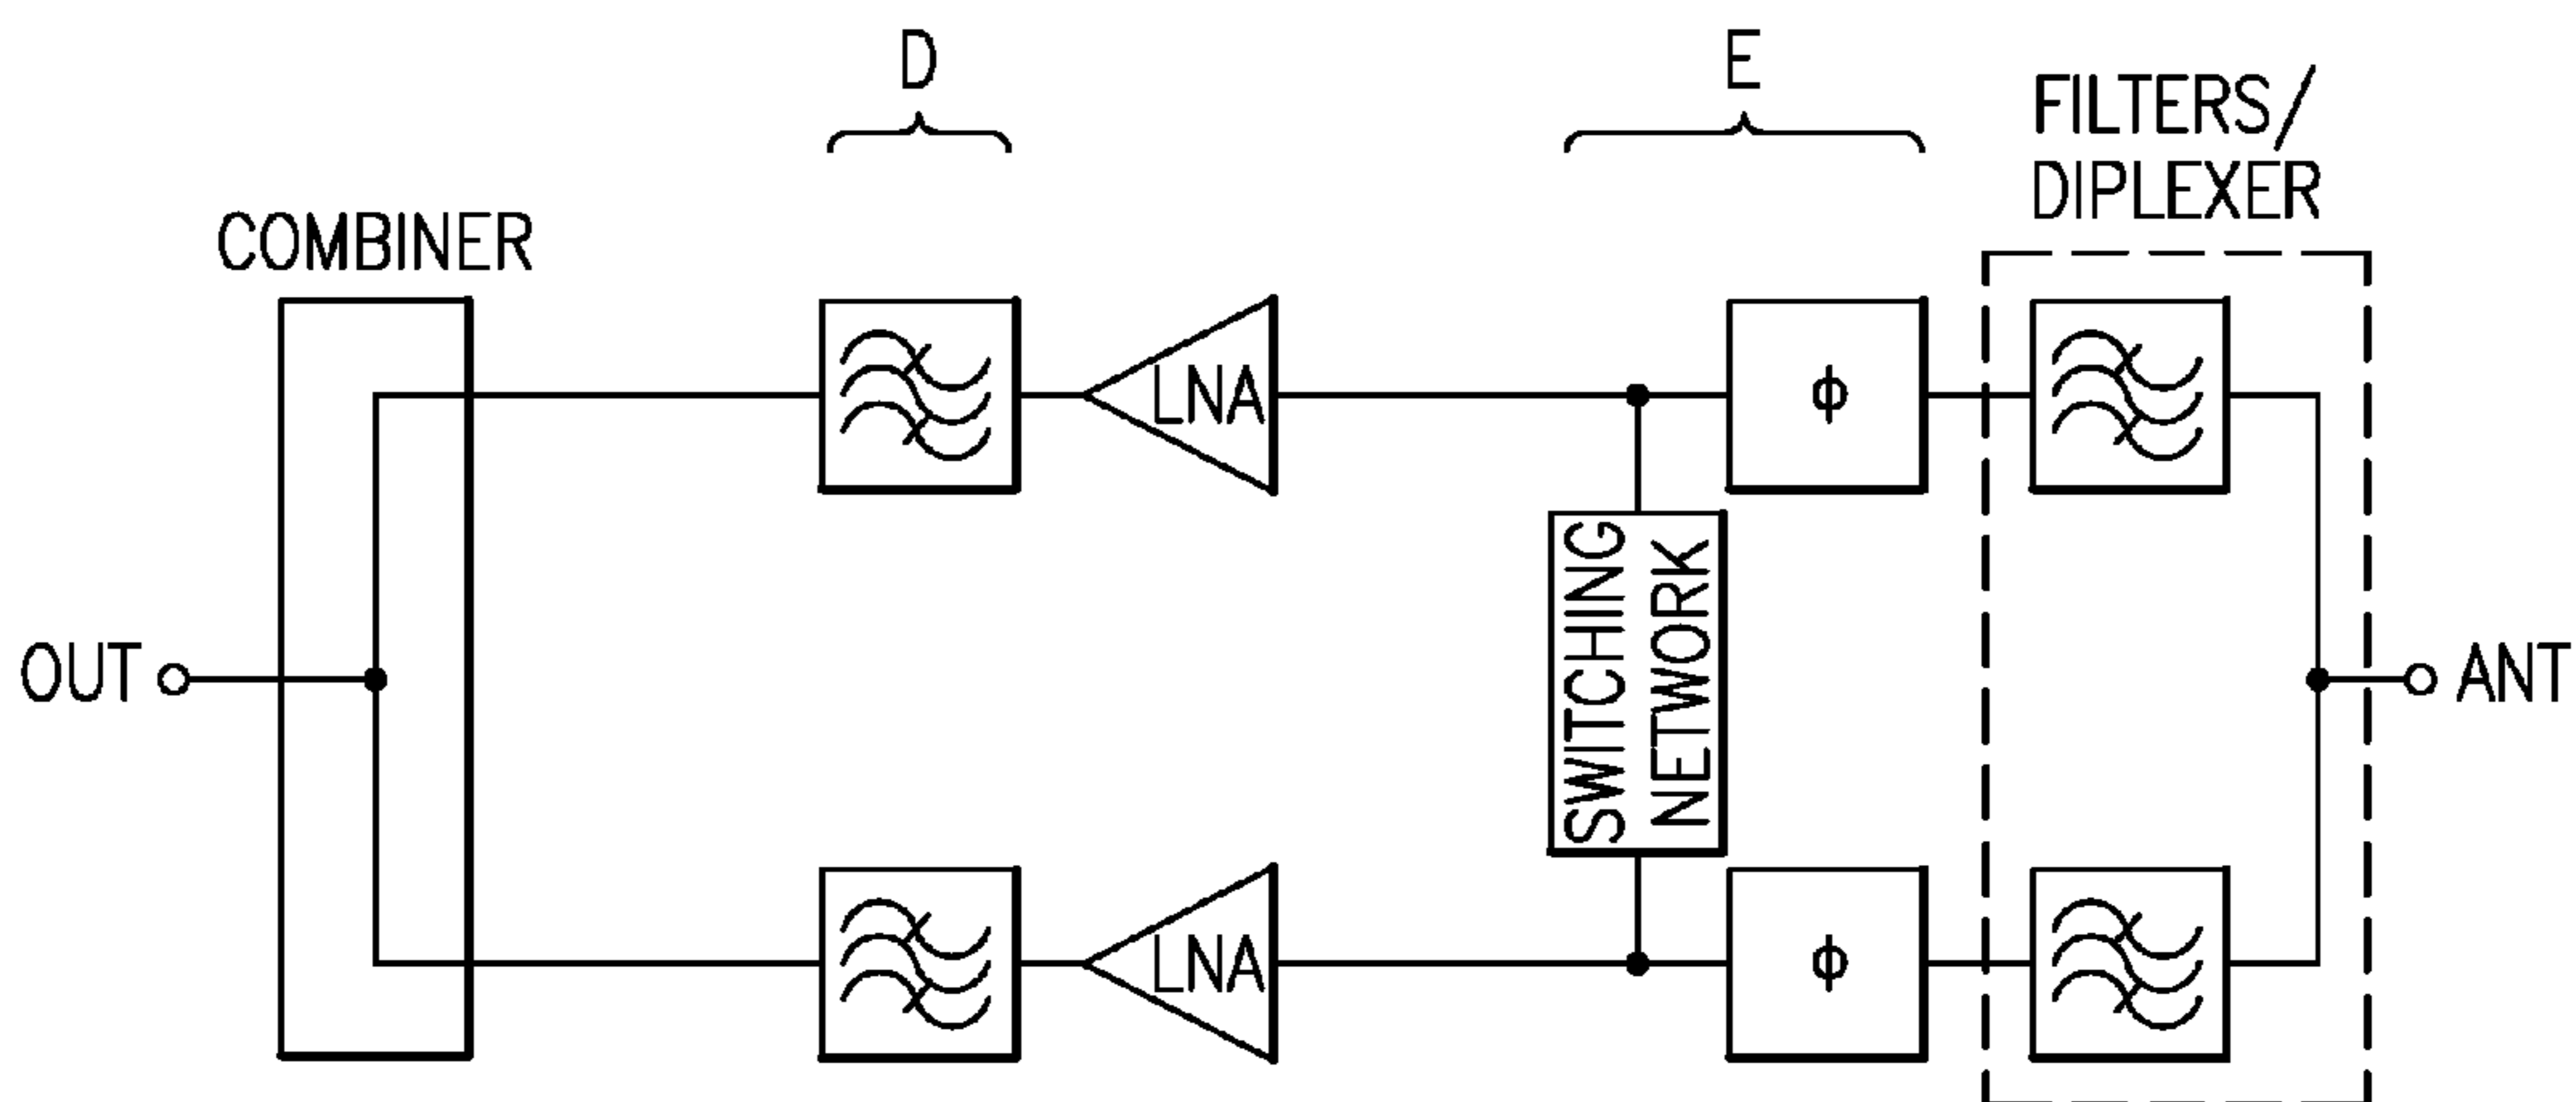 D
E
FILTERS/
DIPLEXER
COMBINER
LNA
ϕ
SWITCHING
NETWORK
OUT
ANT
LNA
ϕ